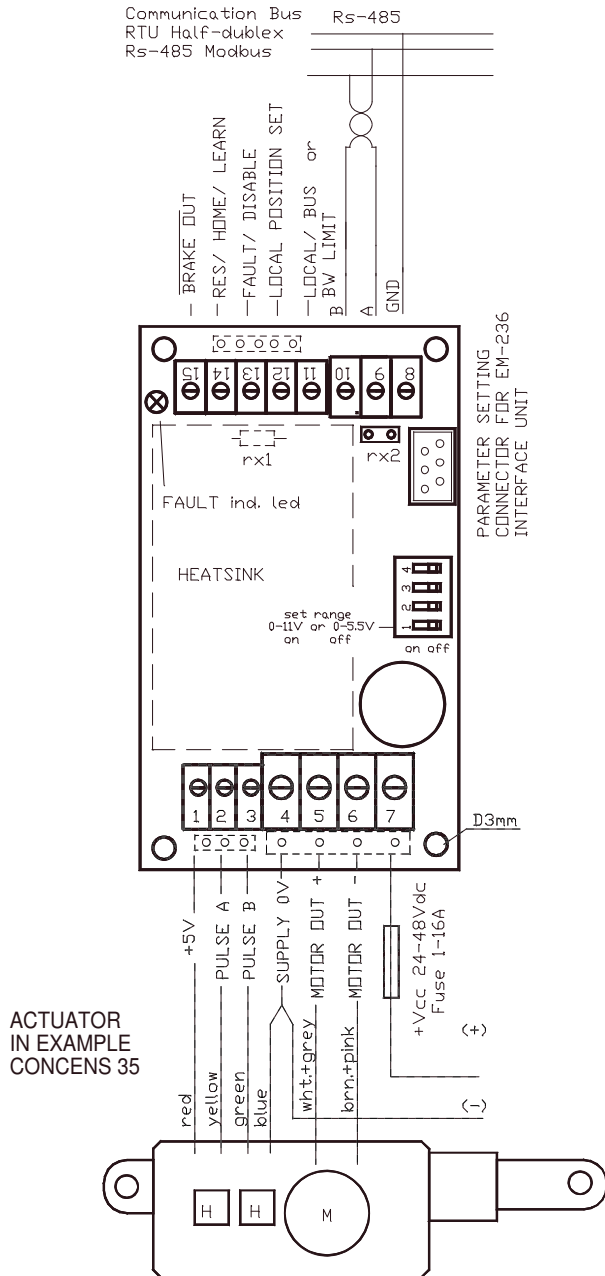 Communication Bus
RTU Half-dublex
Rs-485 Modbus
Rs-485
BRAKE OUT
RES/ HOME/ LEARN
FAULT/ DISABLE
LOCAL POSITION SET
LOCAL/ BUS or
BW LIMIT
B
A
GND
15
14
13
12
11
10
9
8
rx1
rx2
FAULT ind. led
PARAMETER SETTING
CONNECTOR FOR EM-236
INTERFACE UNIT
HEATSINK
4
3
2
1
set range
0-11V or 0-5.5V
on off
on off
1
2
3
4
5
6
7
D3mm
+5V
PULSE A
PULSE B
SUPPLY 0V
MOTOR OUT +
MOTOR OUT -
+Vcc 24-48Vdc
Fuse 1-16A
(+)
(-)
ACTUATOR
IN EXAMPLE
CONCENS 35
red
yellow
green
blue
wht.+grey
brn.+pink
H
H
M